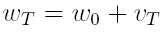 w_T = w_0 + v_T